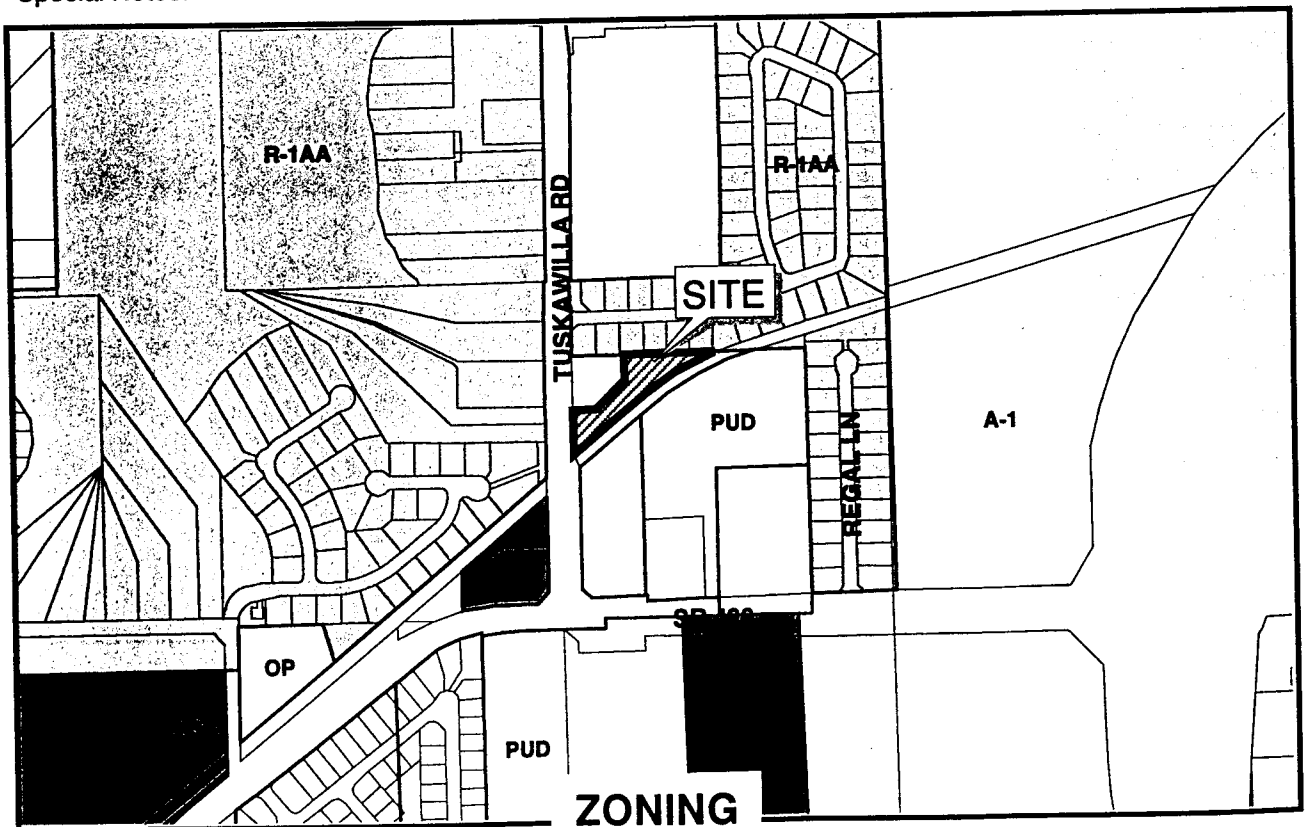 R-1AA
R-1AA
TUSKAWILLA RD
SITE
PUD
REGAL LN
A-1
OP
PUD
ZONING